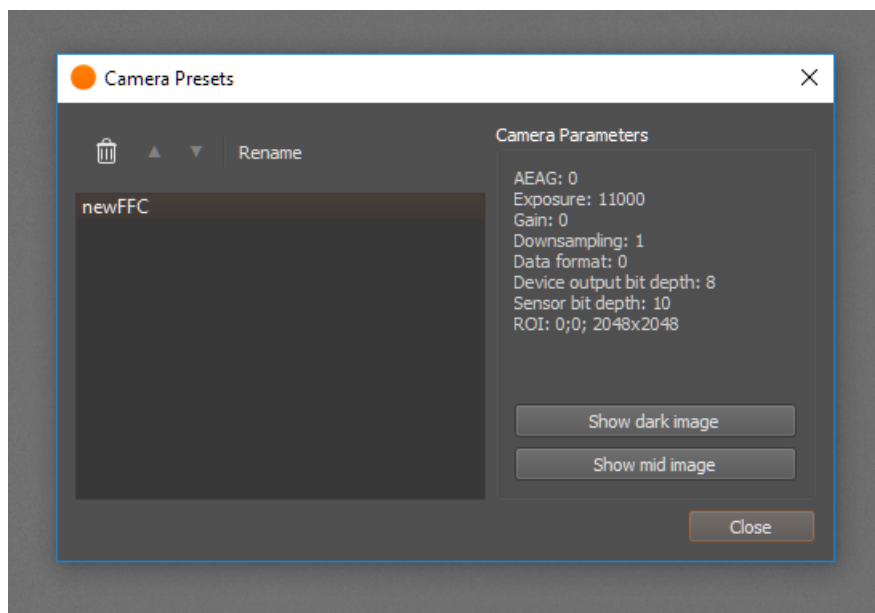 Camera Presets
Rename
newFFC
Camera Parameters
AEAG: 0
Exposure: 11000
Gain: 0
Downsampling: 1
Data format: 0
Device output bit depth: 8
Sensor bit depth: 10
ROI: 0;0; 2048x2048
Show dark image
Show mid image
Close